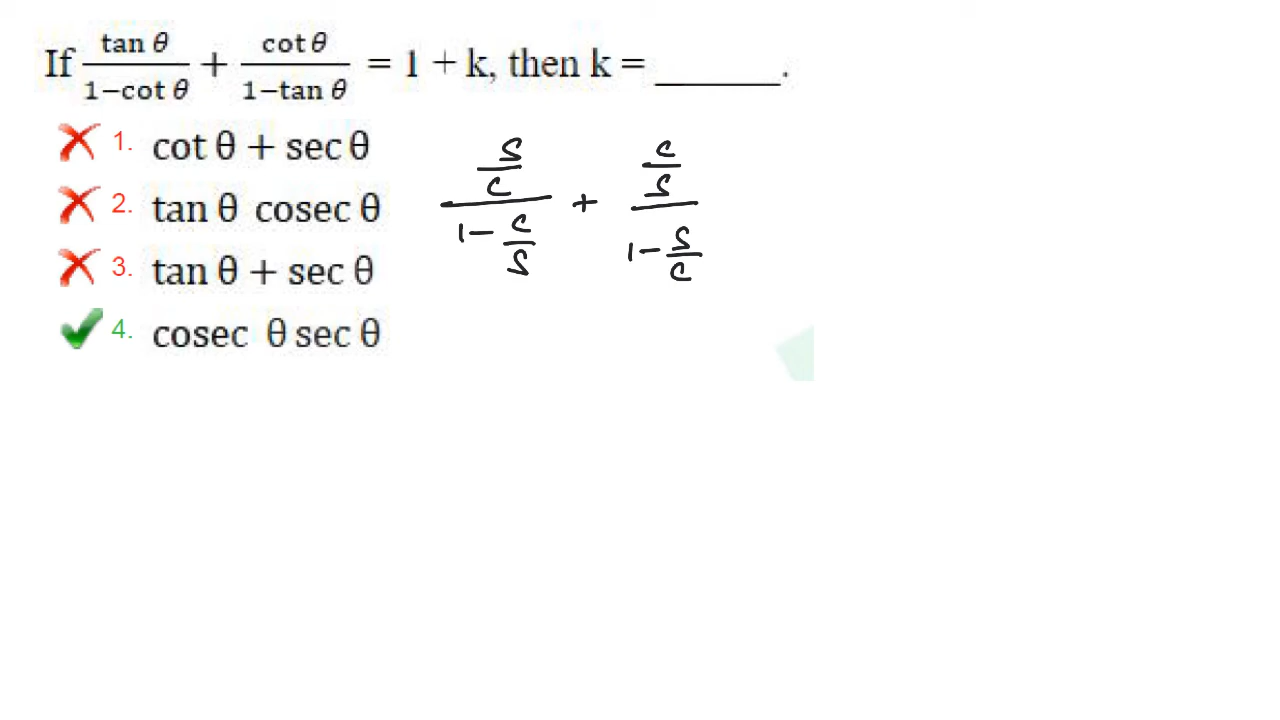 If tan θ/1−cot θ + cot θ/1−tan θ = 1 + k, then k = ______.
1. cot θ + sec θ
2. tan θ cosec θ
3. tan θ + sec θ
4. cosec θ sec θ
s/c / 1 − c/s + c/s / 1 − s/c